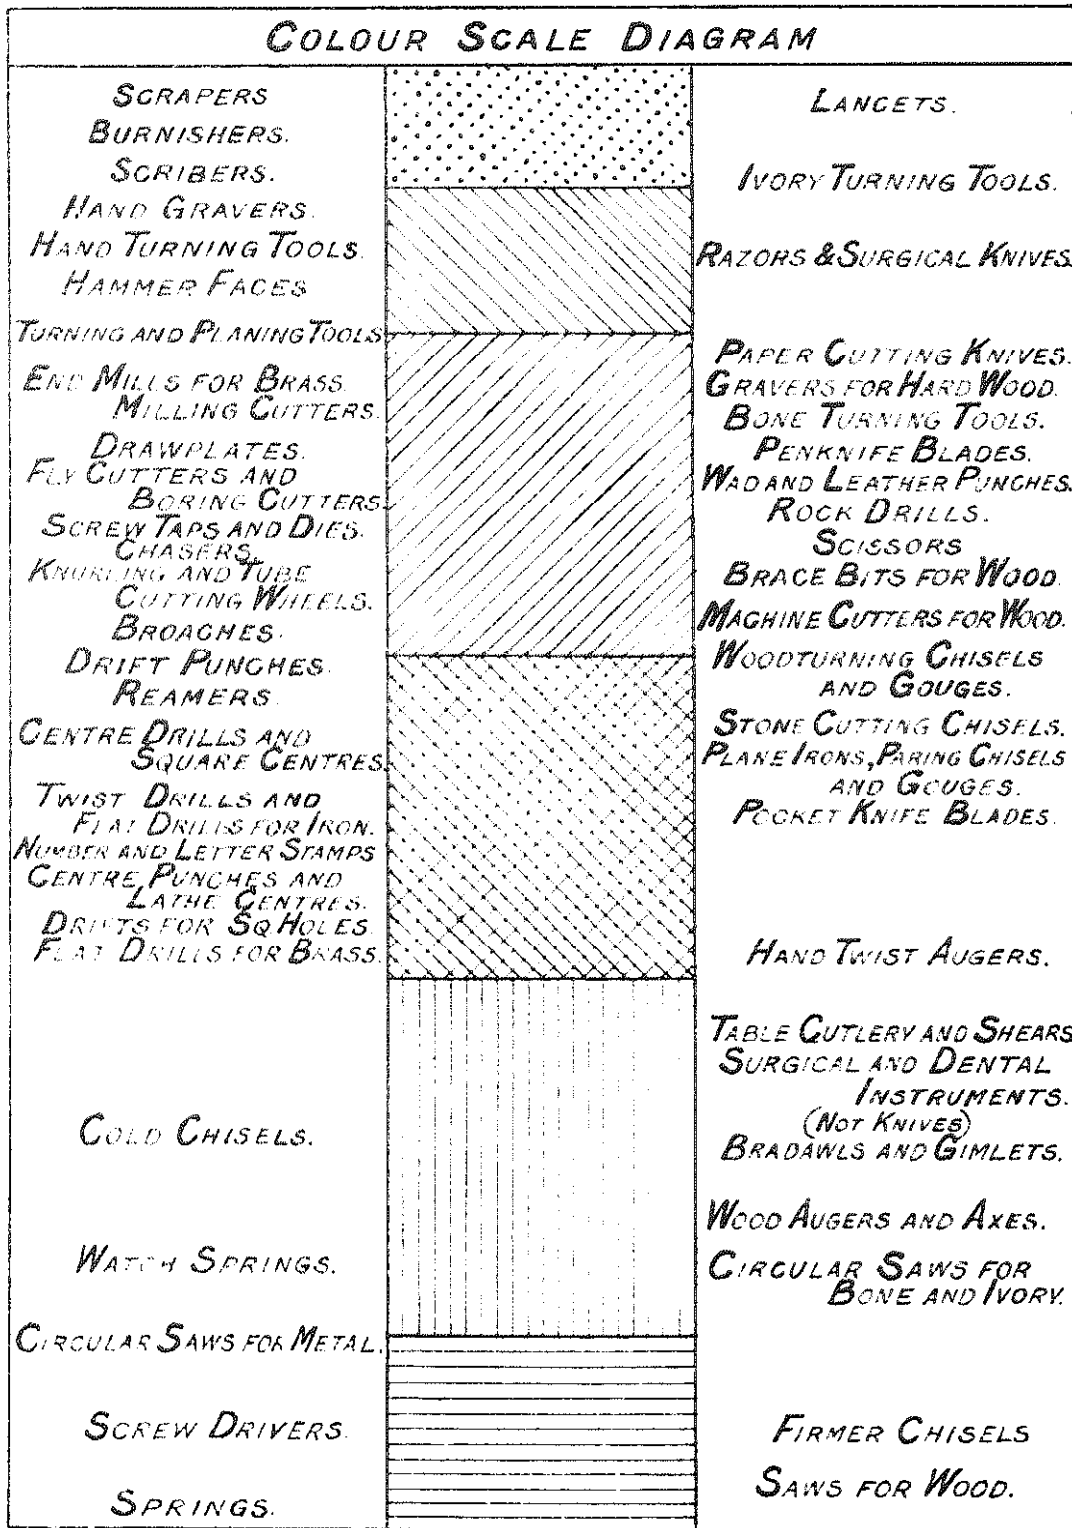 COLOUR SCALE DIAGRAM
SCRAPERS
BURNISHERS.
SCRIBERS.
HAND GRAVERS.
HAND TURNING TOOLS.
HAMMER FACES
TURNING AND PLANING TOOLS
END MILLS FOR BRASS.
MILLING CUTTERS.
DRAWPLATES.
FLY CUTTERS AND
BORING CUTTERS
SCREW TAPS AND DIES.
CHASERS.
KNURLING AND TUBE
CUTTING WHEELS.
BROACHES.
DRIFT PUNCHES.
REAMERS
CENTRE DRILLS AND
SQUARE CENTRES
TWIST DRILLS AND
FLAT DRILLS FOR IRON.
NUMBER AND LETTER STAMPS
CENTRE PUNCHES AND
LATHE CENTRES.
DRIFTS FOR SQ HOLES.
FLAT DRILLS FOR BRASS.
COLD CHISELS.
WATCH SPRINGS.
CIRCULAR SAWS FOR METAL.
SCREW DRIVERS.
SPRINGS.
LANCETS.
IVORY TURNING TOOLS.
RAZORS & SURGICAL KNIVES.
PAPER CUTTING KNIVES.
GRAVERS FOR HARD WOOD.
BONE TURNING TOOLS.
PENKNIFE BLADES.
WAD AND LEATHER PUNCHES.
ROCK DRILLS.
SCISSORS
BRACE BITS FOR WOOD.
MACHINE CUTTERS FOR WOOD.
WOODTURNING CHISELS
AND GOUGES.
STONE CUTTING CHISELS.
PLANE IRONS, PARING CHISELS
AND GOUGES.
POCKET KNIFE BLADES.
HAND TWIST AUGERS.
TABLE CUTLERY AND SHEARS
SURGICAL AND DENTAL
INSTRUMENTS.
(NOT KNIVES)
BRADAWLS AND GIMLETS.
WOOD AUGERS AND AXES.
CIRCULAR SAWS FOR
BONE AND IVORY.
FIRMER CHISELS
SAWS FOR WOOD.